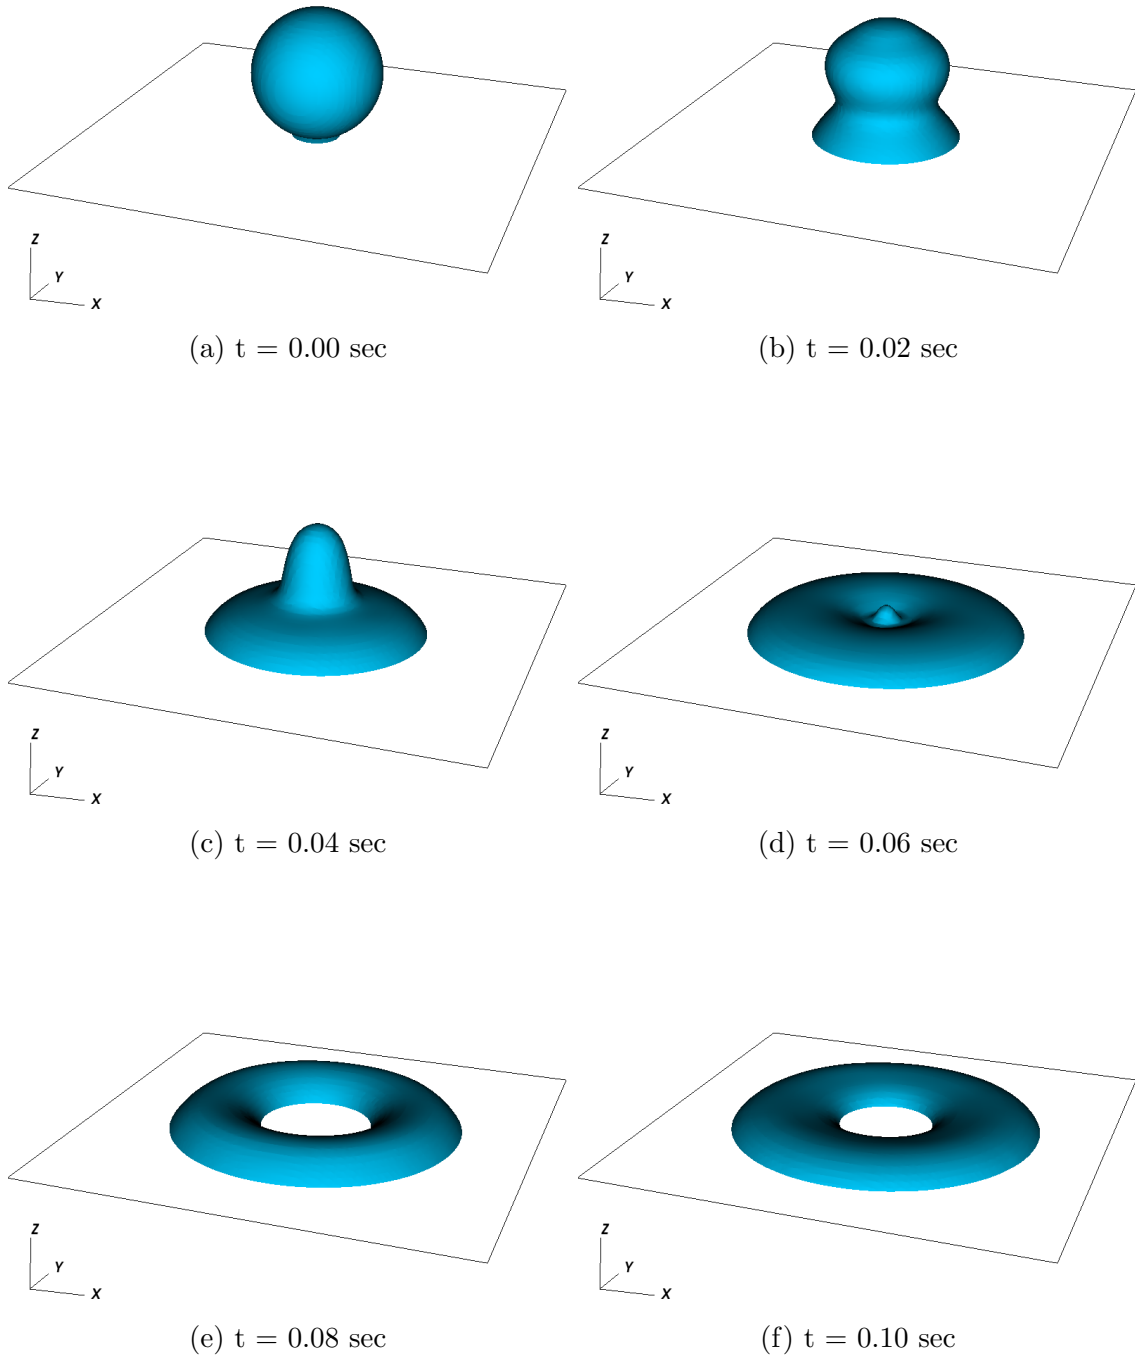 Z
Y
X
Z
Y
X
(a) t = 0.00 sec
(b) t = 0.02 sec
Z
Y
X
Z
Y
X
(c) t = 0.04 sec
(d) t = 0.06 sec
Z
Y
X
Z
Y
X
(e) t = 0.08 sec
(f) t = 0.10 sec